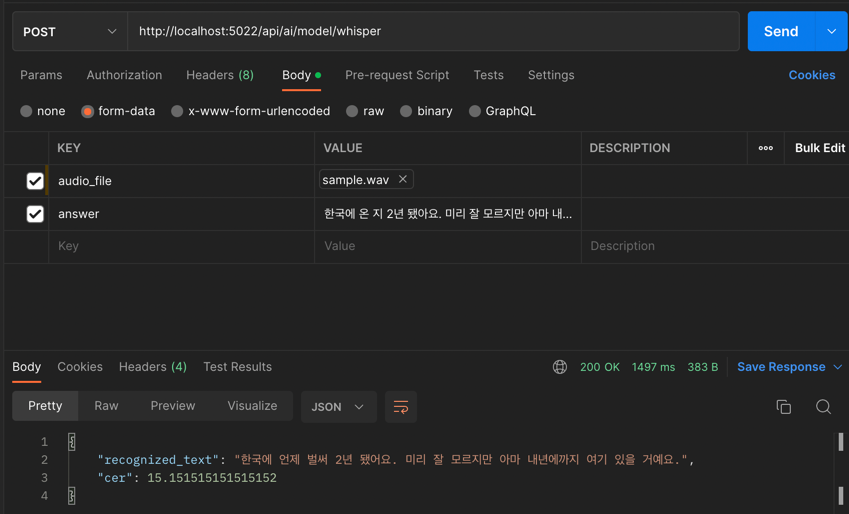 POST http://localhost:5022/api/ai/model/whisper Send
Params Authorization Headers (8) Body Pre-request Script Tests Settings Cookies
none form-data x-www-form-urlencoded raw binary GraphQL
KEY VALUE DESCRIPTION ooo Bulk Edit
audio_file sample.wav
answer 한국에 온 지 2년 됐아요. 미리 잘 모르지만 아마 내...
Key Value Description
Body Cookies Headers (4) Test Results 200 OK 1497 ms 383 B Save Response
Pretty Raw Preview Visualize JSON
1 {
2 "recognized_text": "한국에 언제 벌써 2년 됐어요. 미리 잘 모르지만 아마 내년에까지 여기 있을 거예요.",
3 "cer": 15.151515151515152
4 }